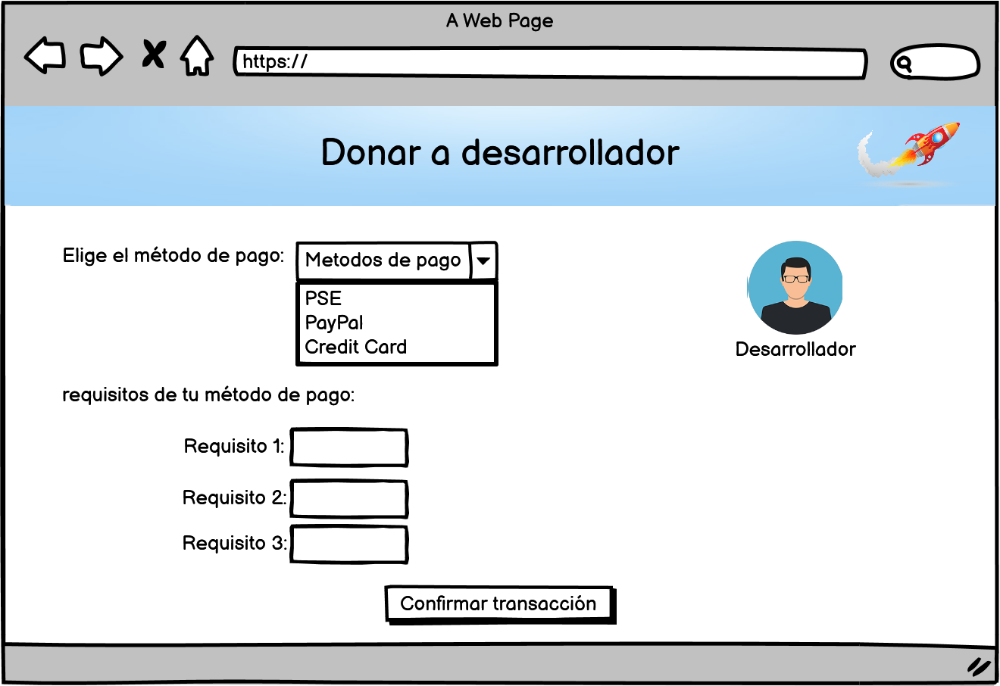 A Web Page
https://
Donar a desarrollador
Elige el método de pago:
Metodos de pago
PSE
PayPal
Credit Card
Desarrollador
requisitos de tu método de pago:
Requisito 1:
Requisito 2:
Requisito 3:
Confirmar transacción